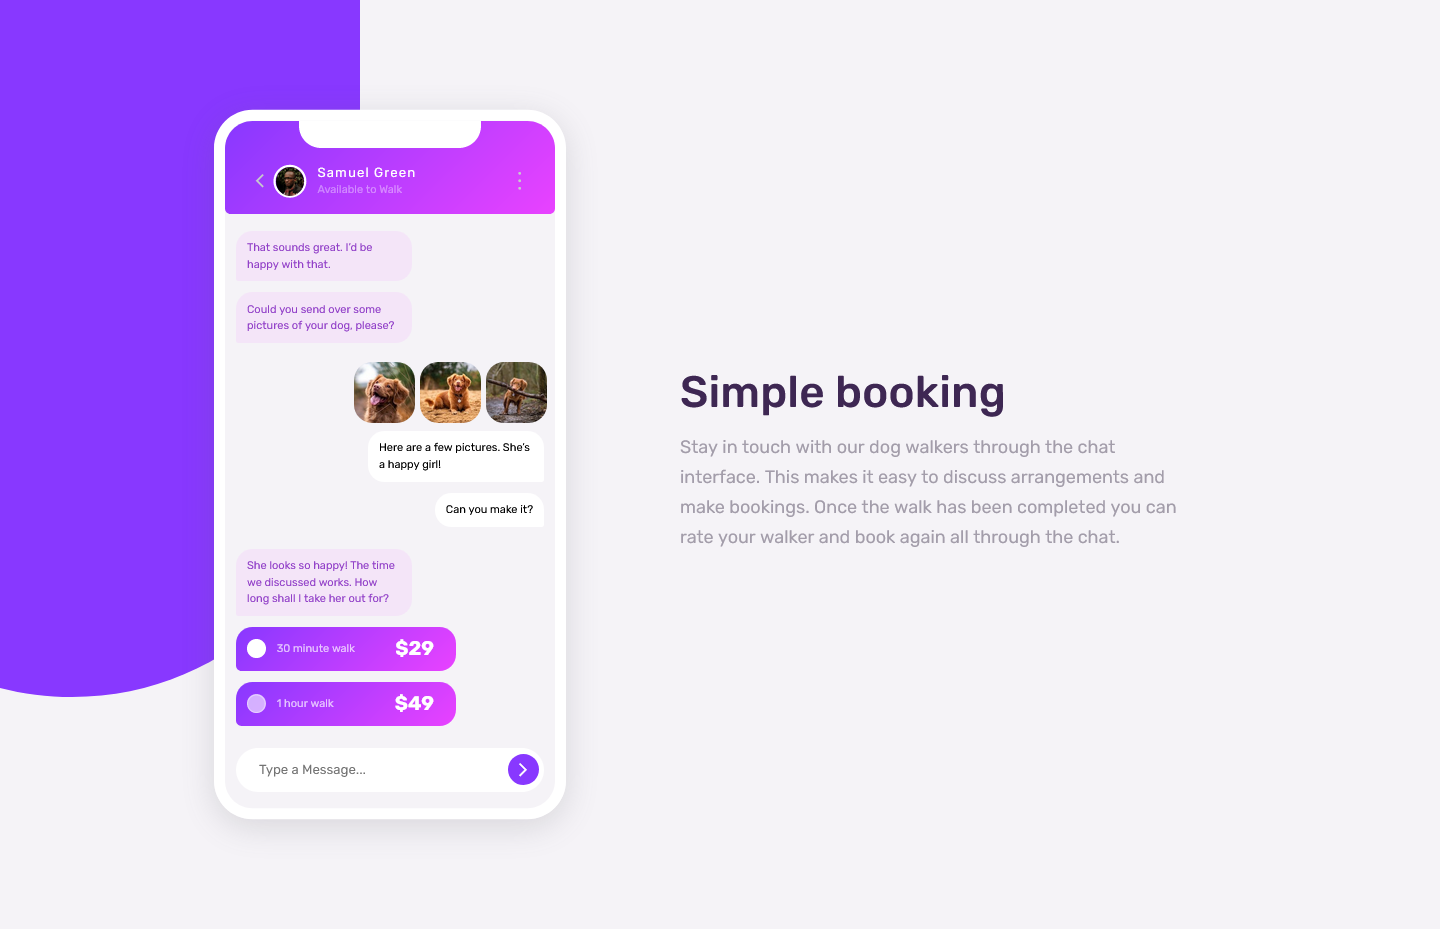 Samuel Green
Available to Walk
That sounds great. I'd be
happy with that.
Could you send over some
pictures of your dog, please?
Here are a few pictures. She's
a happy girl!
Can you make it?
She looks so happy! The time
we discussed works. How
long shall I take her out for?
30 minute walk $29
1 hour walk $49
Type a Message...
Simple booking
Stay in touch with our dog walkers through the chat
interface. This makes it easy to discuss arrangements and
make bookings. Once the walk has been completed you can
rate your walker and book again all through the chat.